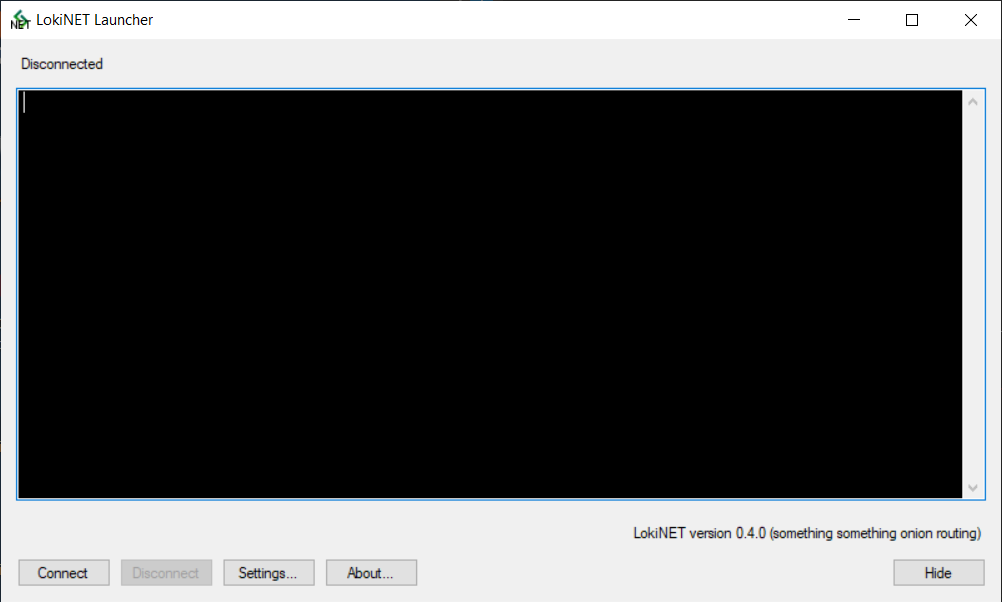 NET LokiNET Launcher
Disconnected
LokiNET version 0.4.0 (something something onion routing)
Connect Disconnect Settings... About... Hide